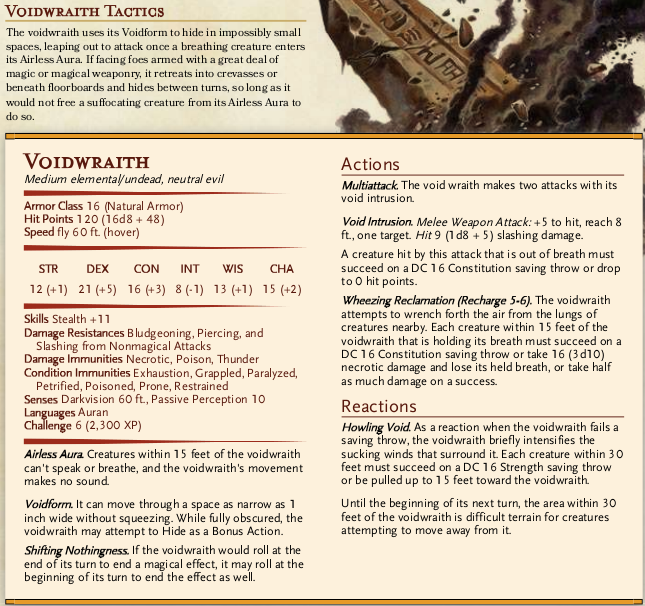 Voidwraith Tactics
The voidwraith uses its Voidform to hide in impossibly small
spaces, leaping out to attack once a breathing creature enters
its Airless Aura. If facing foes armed with a great deal of
magic or magical weaponry, it retreats into crevasses or
beneath floorboards and hides between turns, so long as it
would not free a suffocating creature from its Airless Aura to
do so.
Voidwraith
Medium elemental/undead, neutral evil
Armor Class 16 (Natural Armor)
Hit Points 120 (16d8 + 48)
Speed fly 60 ft. (hover)
STR DEX CON INT WIS CHA
12 (+1) 21 (+5) 16 (+3) 8 (-1) 13 (+1) 15 (+2)
Skills Stealth +11
Damage Resistances Bludgeoning, Piercing, and
Slashing from Nonmagical Attacks
Damage Immunities Necrotic, Poison, Thunder
Condition Immunities Exhaustion, Grappled, Paralyzed,
Petrified, Poisoned, Prone, Restrained
Senses Darkvision 60 ft., Passive Perception 10
Languages Auran
Challenge 6 (2,300 XP)
Airless Aura. Creatures within 15 feet of the voidwraith
can't speak or breathe, and the voidwraith's movement
makes no sound.
Voidform. It can move through a space as narrow as 1
inch wide without squeezing. While fully obscured, the
voidwraith may attempt to Hide as a Bonus Action.
Shifting Nothingness. If the voidwraith would roll at the
end of its turn to end a magical effect, it may roll at the
beginning of its turn to end the effect as well.
Actions
Multiattack. The void wraith makes two attacks with its
void intrusion.
Void Intrusion. Melee Weapon Attack: +5 to hit, reach 8
ft., one target. Hit 9 (1d8 + 5) slashing damage.
A creature hit by this attack that is out of breath must
succeed on a DC 16 Constitution saving throw or drop
to 0 hit points.
Wheezing Reclamation (Recharge 5-6). The voidwraith
attempts to wrench forth the air from the lungs of
creatures nearby. Each creature within 15 feet of the
voidwraith that is holding its breath must succeed on a
DC 16 Constitution saving throw or take 16 (3d10)
necrotic damage and lose its held breath, or take half
as much damage on a success.
Reactions
Howling Void. As a reaction when the voidwraith fails a
saving throw, the voidwraith briefly intensifies the
sucking winds that surround it. Each creature within 30
feet must succeed on a DC 16 Strength saving throw
or be pulled up to 15 feet toward the voidwraith.
Until the beginning of its next turn, the area within 30
feet of the voidwraith is difficult terrain for creatures
attempting to move away from it.